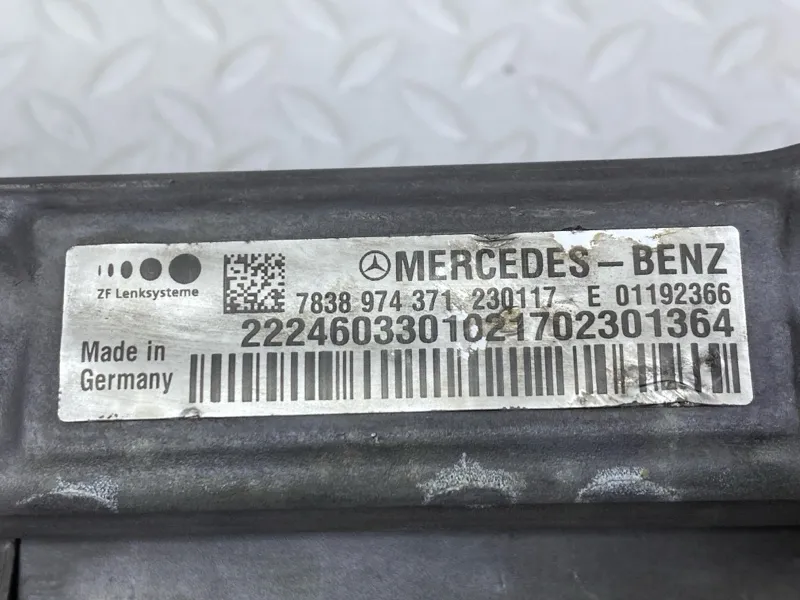 MERCEDES-BENZ
ZF Lenksysteme
7838 974 371 230117 E 01192366
2224603301021702301364
Made in
Germany